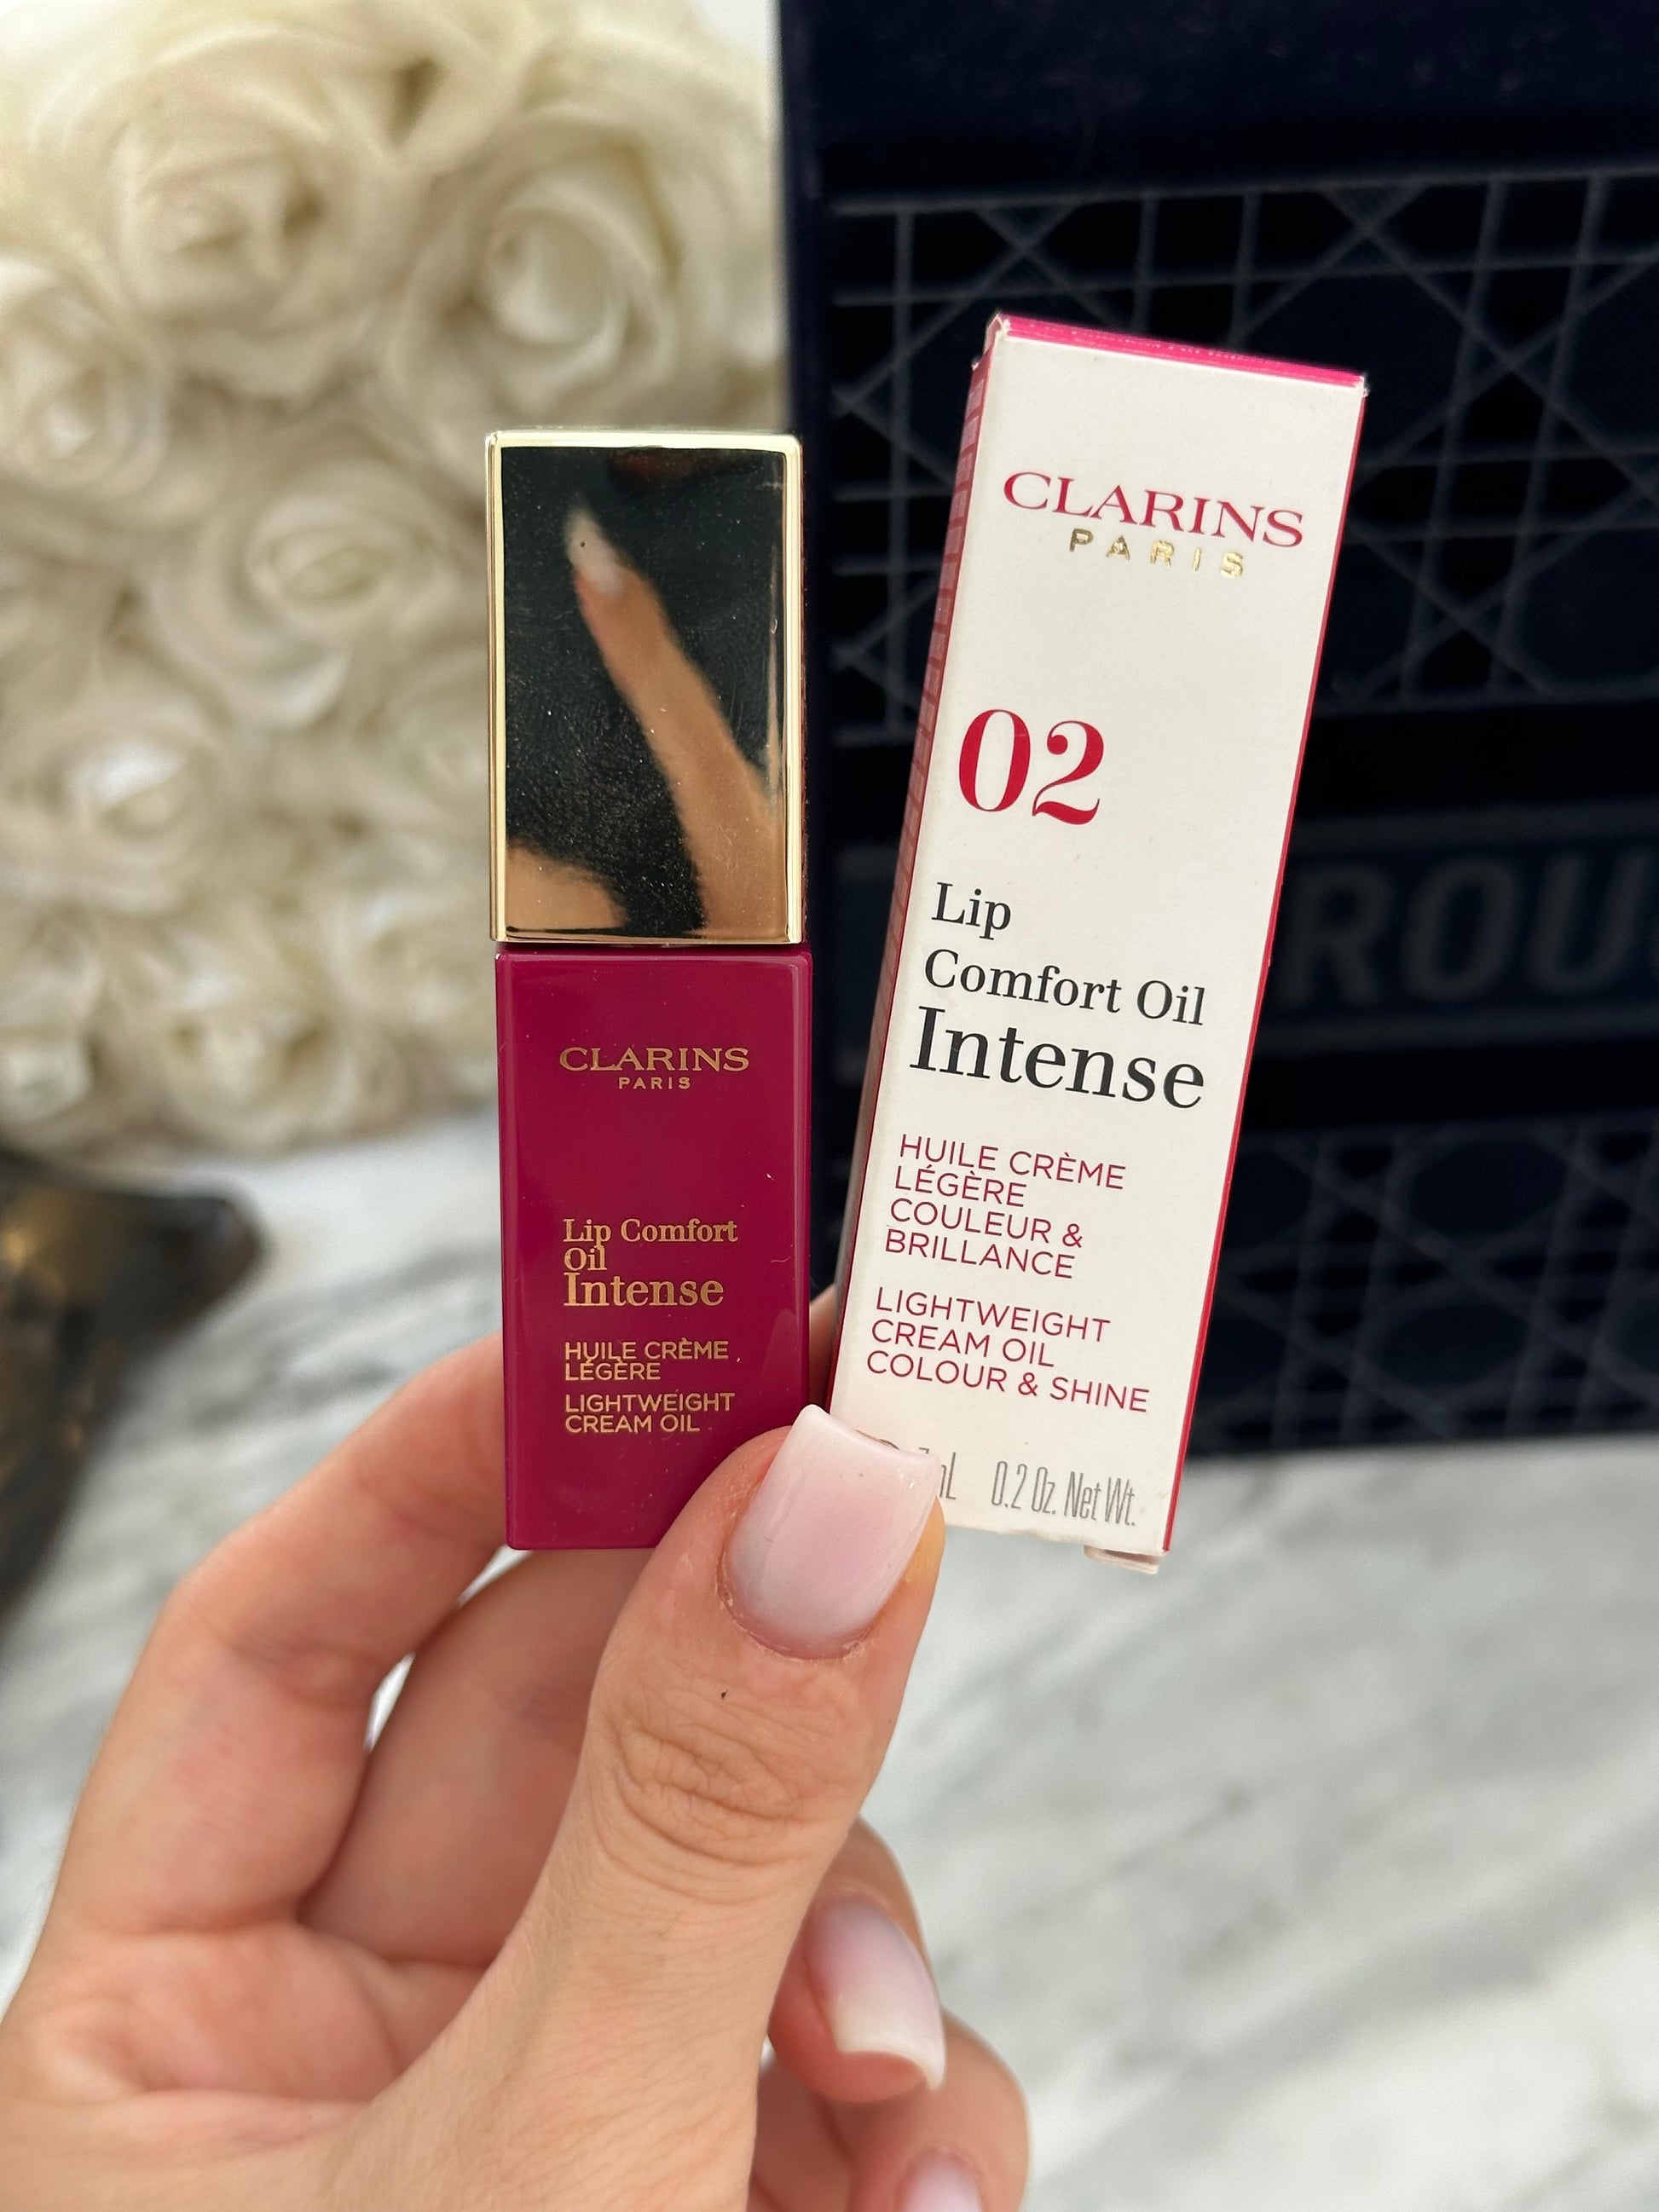 CLARINS
PARIS
Lip Comfort
Oil
Intense
HUILE CRÈME
LÉGÈRE
LIGHTWEIGHT
CREAM OIL
CLARINS
PARIS
02
Lip
Comfort Oil
Intense
HUILE CRÈME
LÉGÈRE
COULEUR &
BRILLANCE
LIGHTWEIGHT
CREAM OIL
COLOUR & SHINE
0.2 Oz. Net Wt.